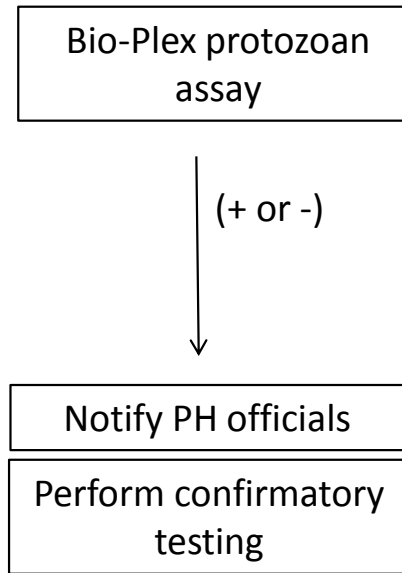 Bio-Plex protozoan
assay
(+ or -)
Notify PH officials
Perform confirmatory
testing